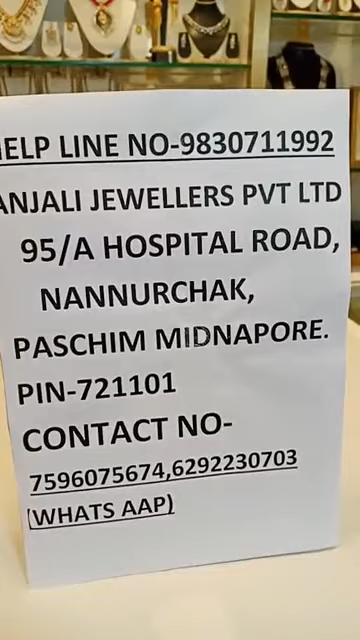 HELP LINE NO-9830711992
ANJALI JEWELLERS PVT LTD
95/A HOSPITAL ROAD,
NANNURCHAK,
PASCHIM MIDNAPORE.
PIN-721101
CONTACT NO-
7596075674,6292230703
(WHATS AAP)